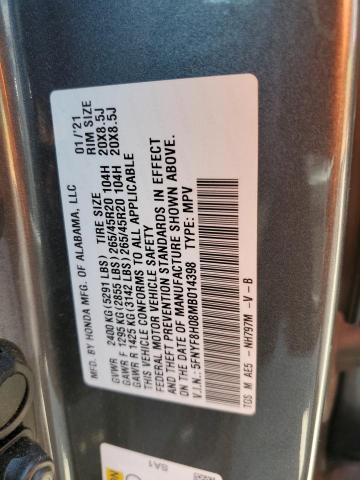 MFD. BY HONDA MFG. OF ALABAMA, LLC 01/'21
GVWR 2400 KG(5291 LBS) TIRE SIZE RIM SIZE
GAWR F 1295 KG(2855 LBS) 265/45R20 104H 20X8.5J
GAWR R 1425 KG(3142 LBS) 265/45R20 104H 20X8.5J
THIS VEHICLE CONFORMS TO ALL APPLICABLE
FEDERAL MOTOR VEHICLE SAFETY
AND THEFT PREVENTION STANDARDS IN EFFECT
ON THE DATE OF MANUFACTURE SHOWN ABOVE.
V.I.N.: 5FNYF8H08MB014398 TYPE: MPV
TGS M AE5 - NH797M -V - B
BA1